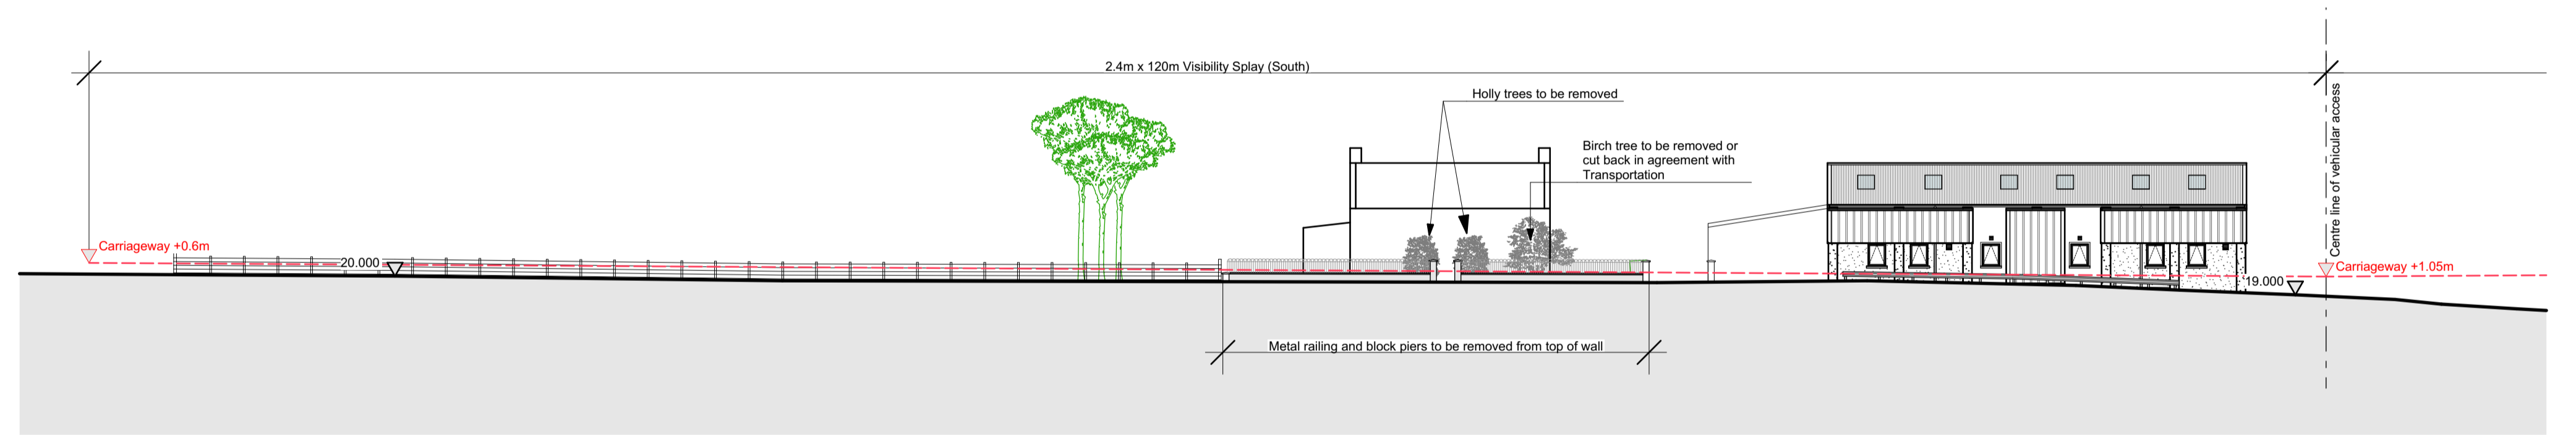 2.4m x 120m Visibility Splay (South)
Holly trees to be removed
Birch tree to be removed or
cut back in agreement with
Transportation
Centre line of vehicular access
Carriageway +0.6m
20.000
Carriageway +1.05m
19.000
Metal railing and block piers to be removed from top of wall